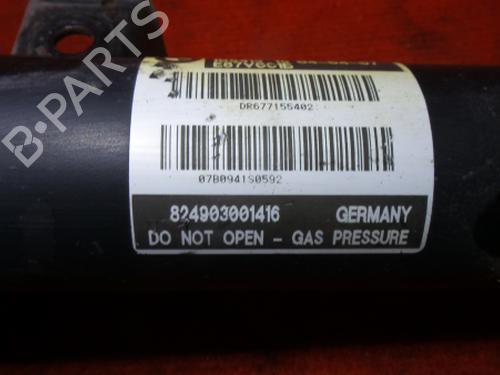 DR677155402
07B0941S0592
824903001416 GERMANY
DO NOT OPEN - GAS PRESSURE
B-PARTS